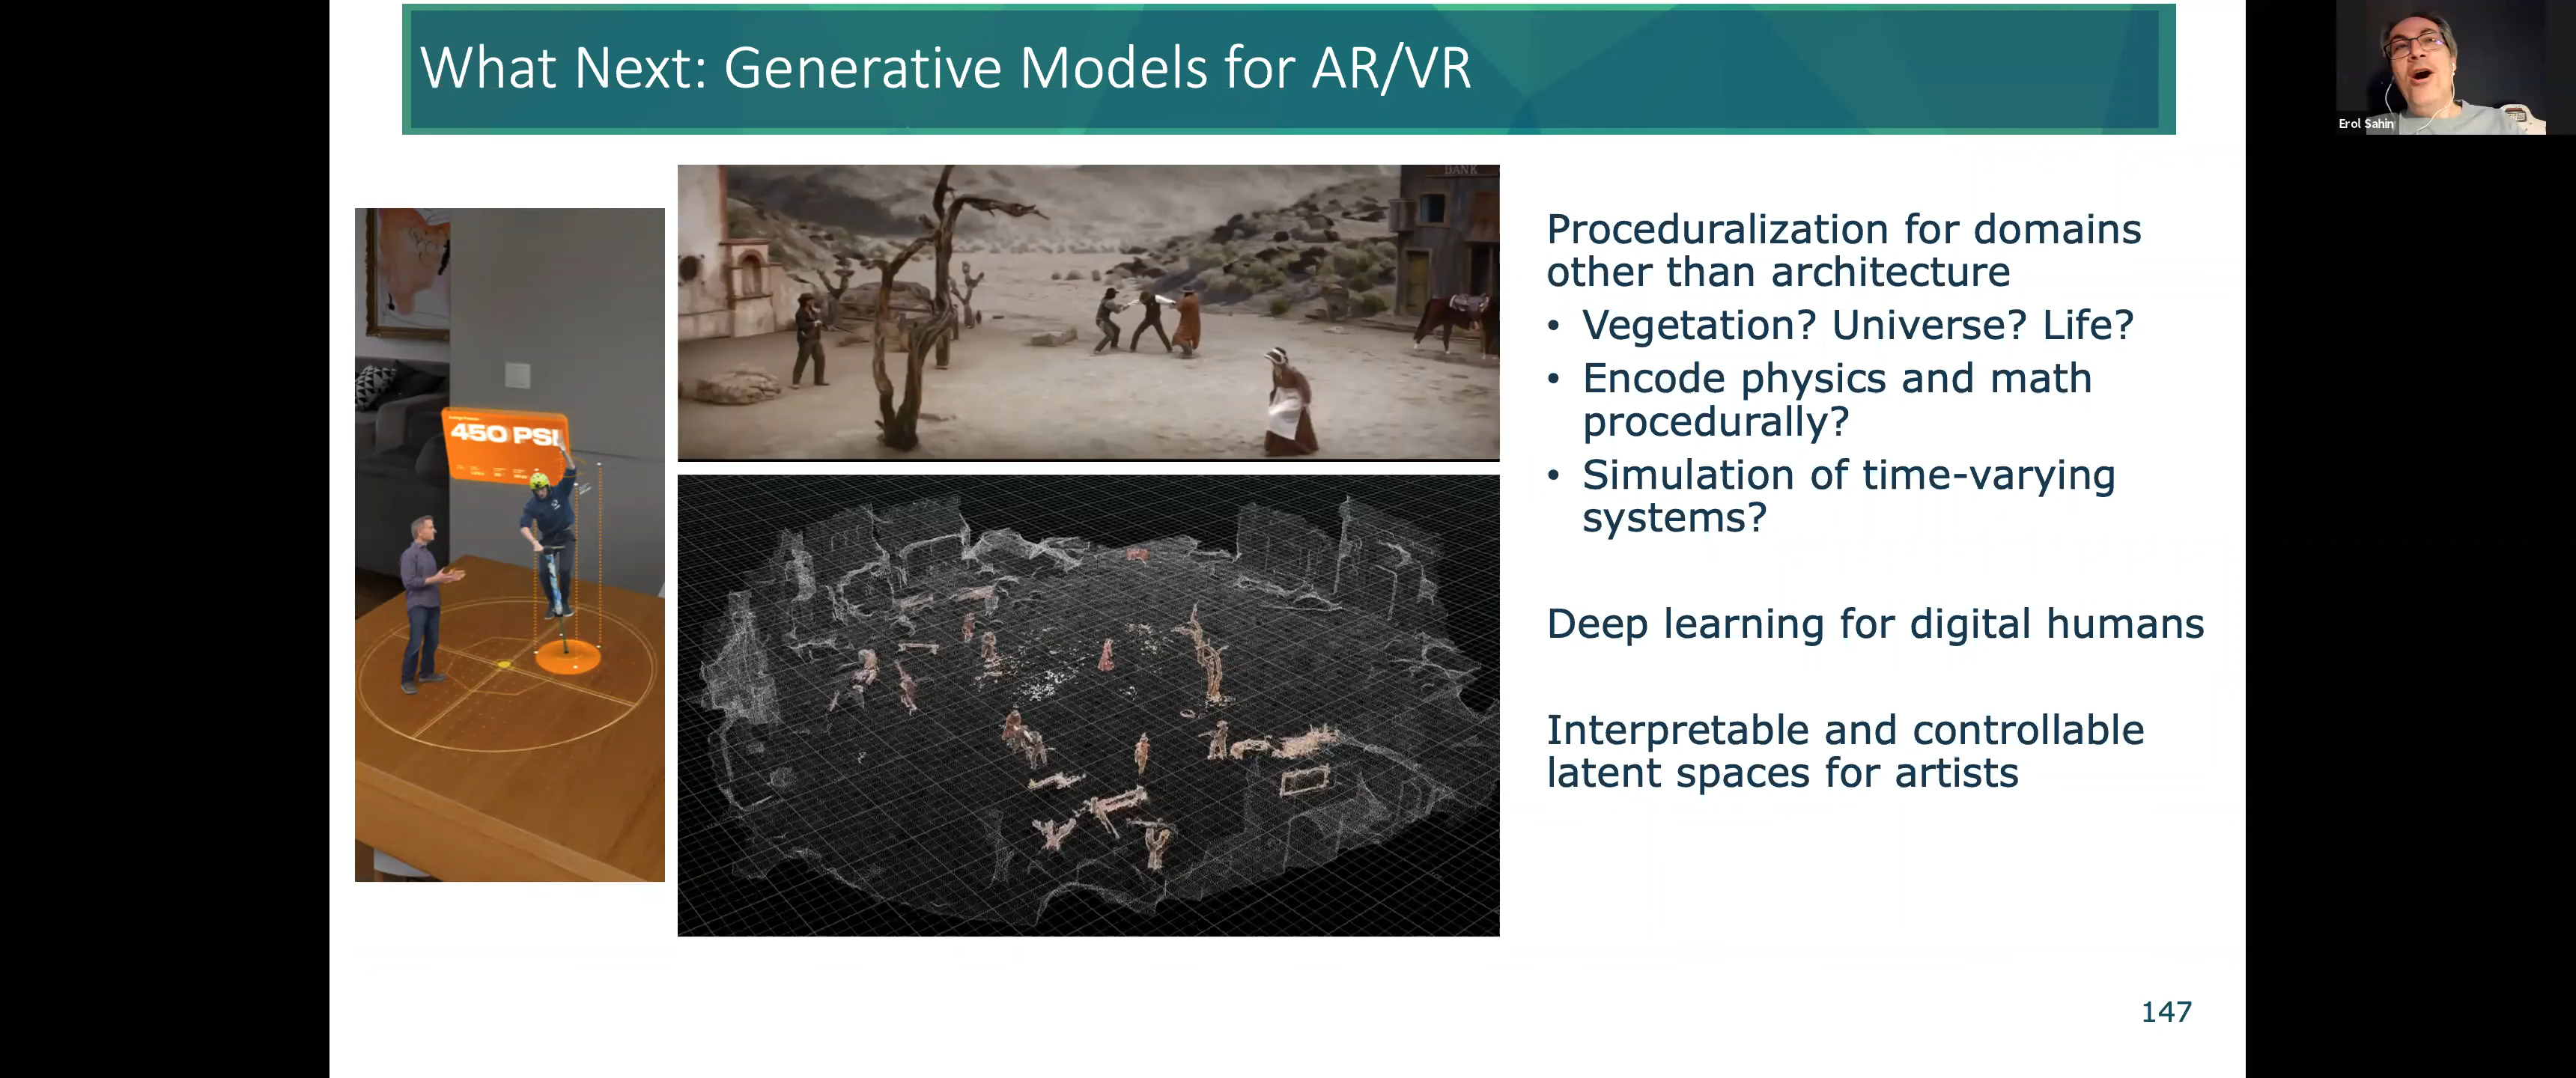 What Next: Generative Models for AR/VR
Erol Sahin
BANK
450 PSI
Proceduralization for domains
other than architecture
• Vegetation? Universe? Life?
• Encode physics and math
procedurally?
• Simulation of time-varying
systems?
Deep learning for digital humans
Interpretable and controllable
latent spaces for artists
147